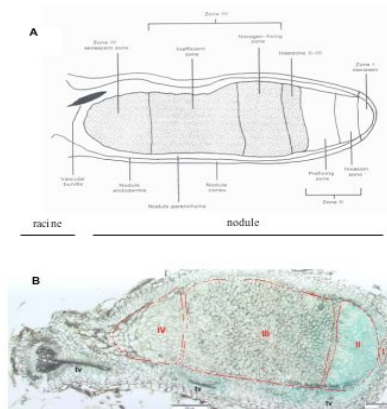 A
Zone III
Zone IV
senescent zone
Inefficient zone
Nitrogen-fixing
zone
Interzone II-III
Zone I
meristem
Vascular
bundle
Nodule
endodermis
Nodule parenchyma
Nodule
cortex
Prefixing
zone
Invasion
zone
Zone II
racine
nodule
B
IV
III
II
I
tv
tv
tv